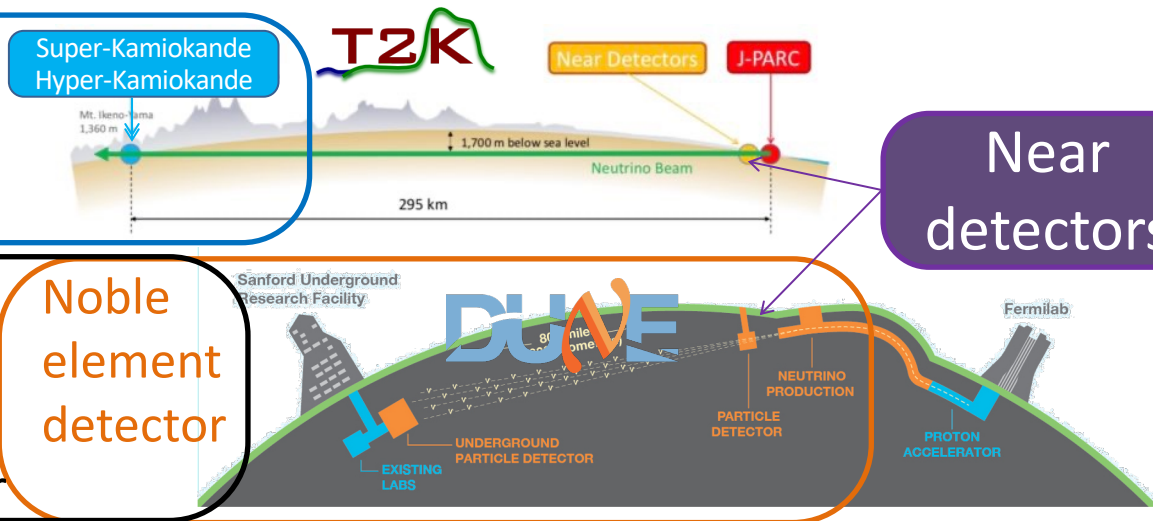 Super-Kamiokande
Hyper-Kamiokande
T2K
Near Detectors
J-PARC
Mt. Ikeno-Yama
1,360 m
1,700 m below sea level
Neutrino Beam
295 km
Near
detectors
Noble
element
detector
Sanford Underground
Research Facility
DUNE
Fermilab
NEUTRINO
PRODUCTION
PARTICLE
DETECTOR
PROTON
ACCELERATOR
UNDERGROUND
PARTICLE DETECTOR
EXISTING
LABS